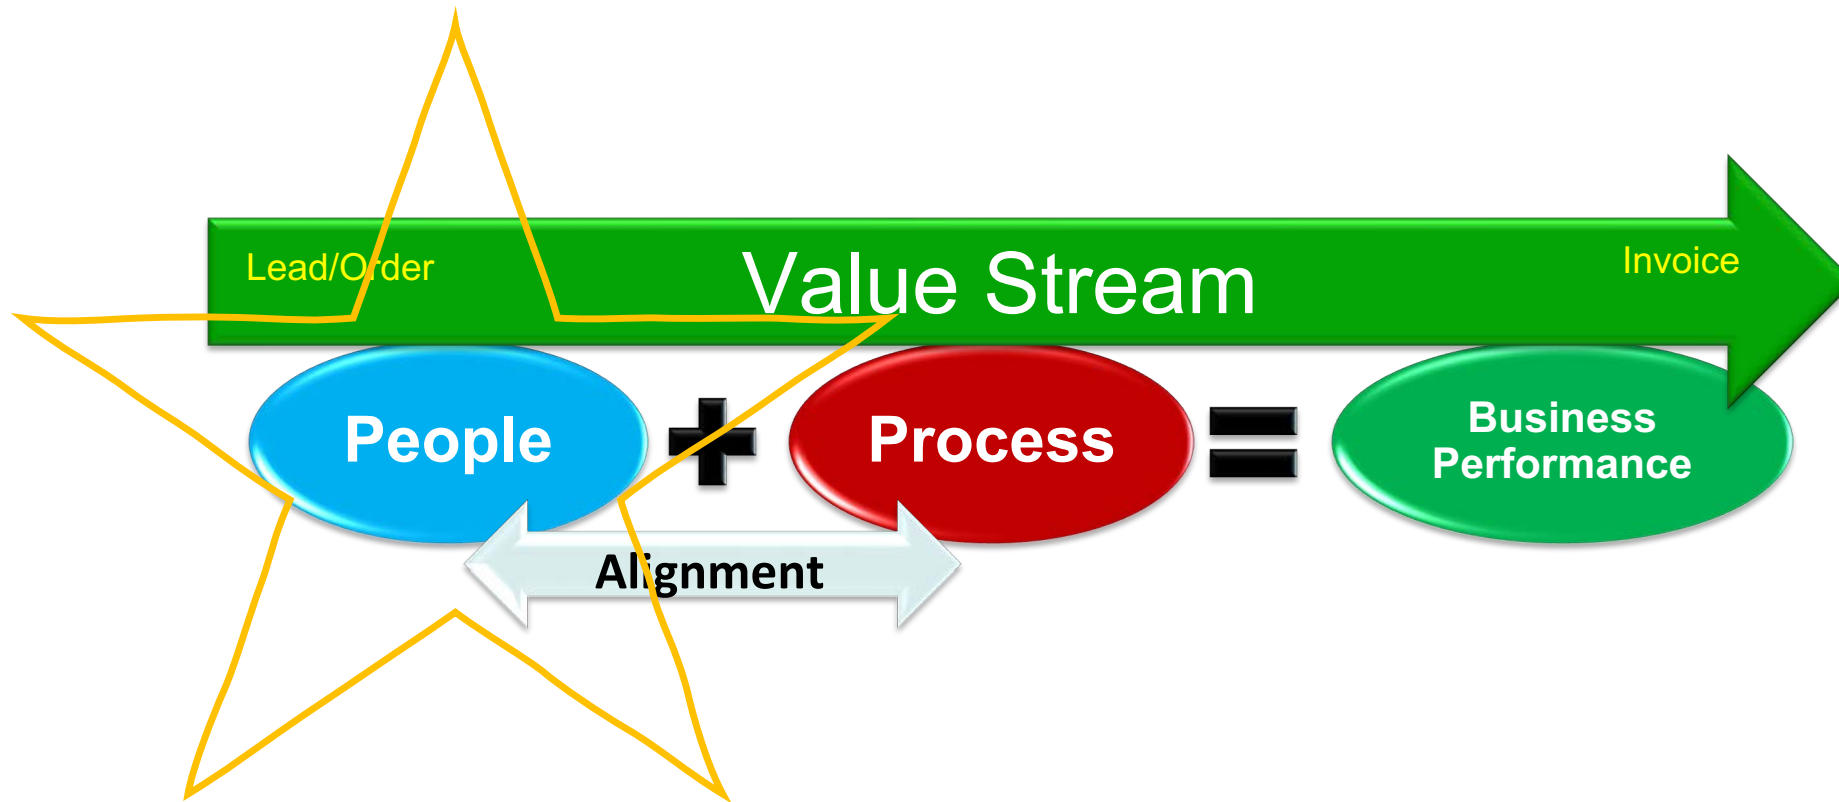 Lead/Order
Value Stream
Invoice
People
Process
Business
Performance
Alignment